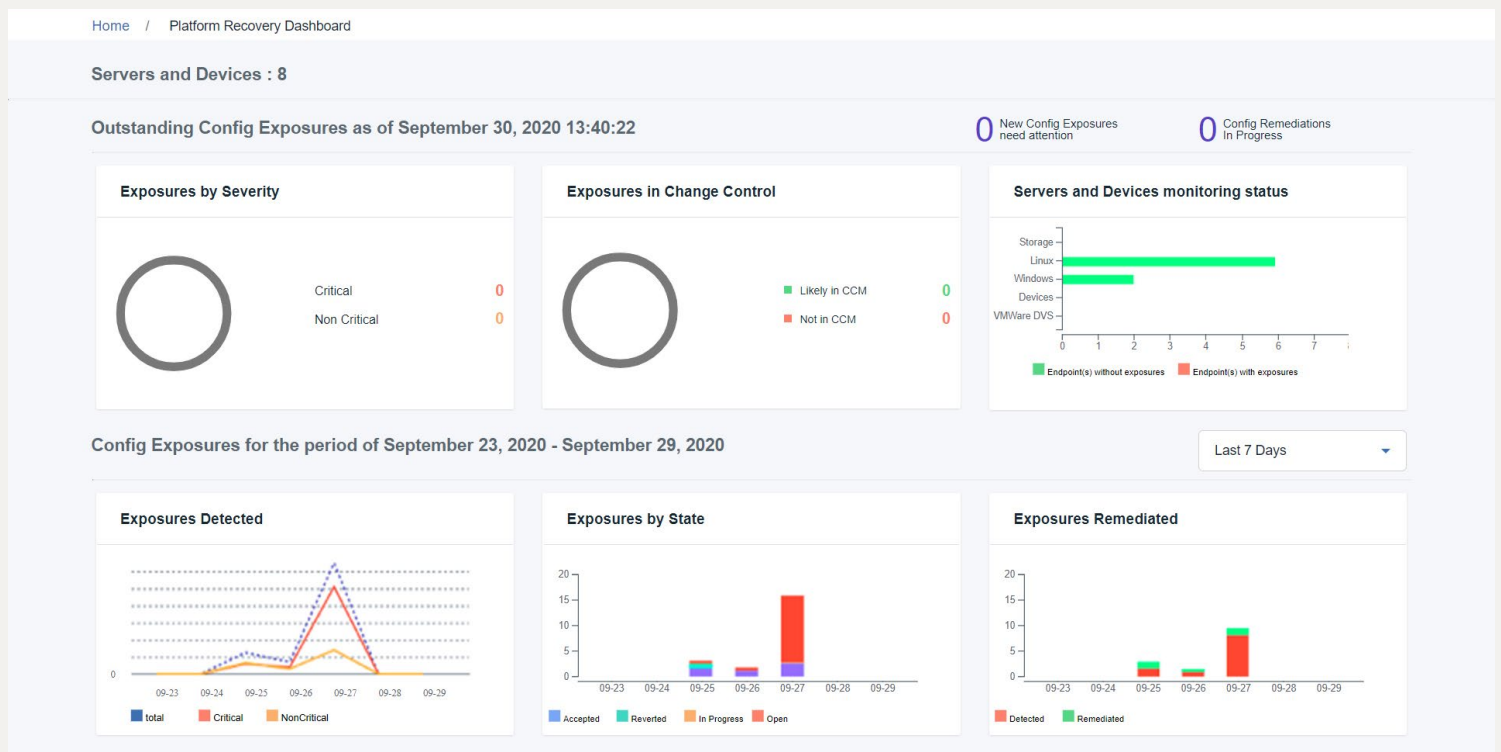 Home / Platform Recovery Dashboard
Servers and Devices : 8
Outstanding Config Exposures as of September 30, 2020 13:40:22
0 New Config Exposures
need attention
0 Config Remediations
In Progress
Exposures by Severity
Critical 0
Non Critical 0
Exposures in Change Control
Likely in CCM 0
Not in CCM 0
Servers and Devices monitoring status
Storage
Linux
Windows
Devices
VMWare DVS
0 1 2 3 4 5 6 7
Endpoint(s) without exposures Endpoint(s) with exposures
Config Exposures for the period of September 23, 2020 - September 29, 2020
Last 7 Days
Exposures Detected
0
09-23 09-24 09-25 09-26 09-27 09-28 09-29
total Critical NonCritical
Exposures by State
20
15
10
5
0
09-23 09-24 09-25 09-26 09-27 09-28 09-29
Accepted Reverted In Progress Open
Exposures Remediated
20
15
10
5
0
09-23 09-24 09-25 09-26 09-27 09-28 09-29
Detected Remediated